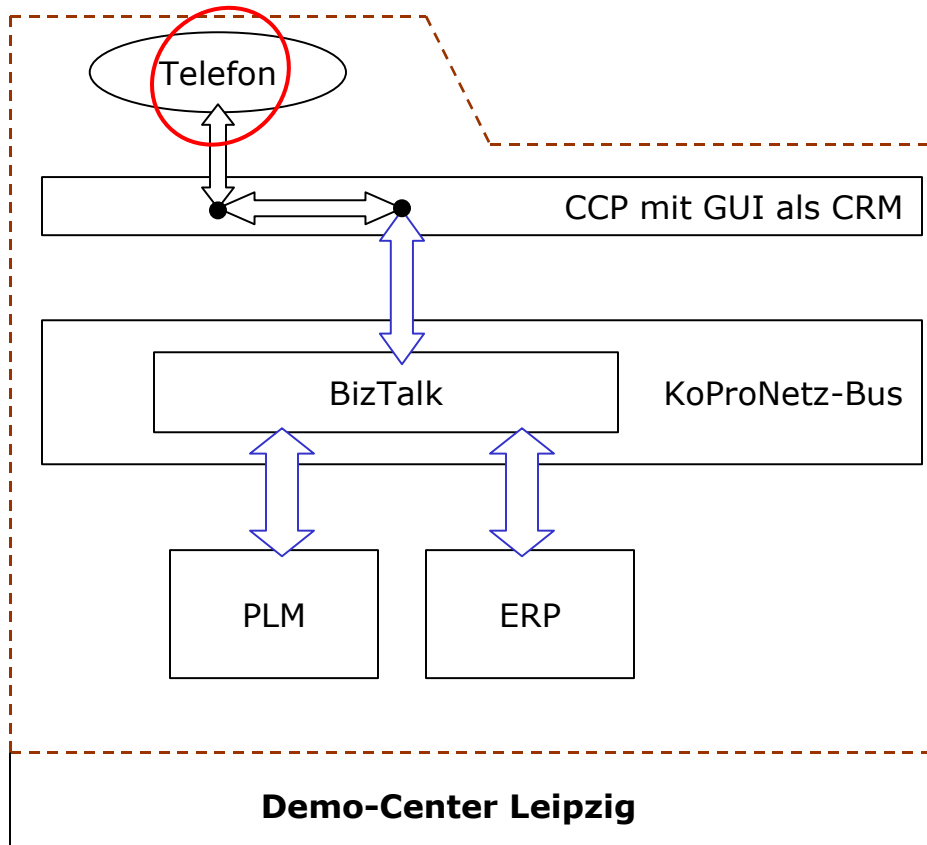 Telefon
CCP mit GUI als CRM
BizTalk
KoProNetz-Bus
PLM
ERP
Demo-Center Leipzig